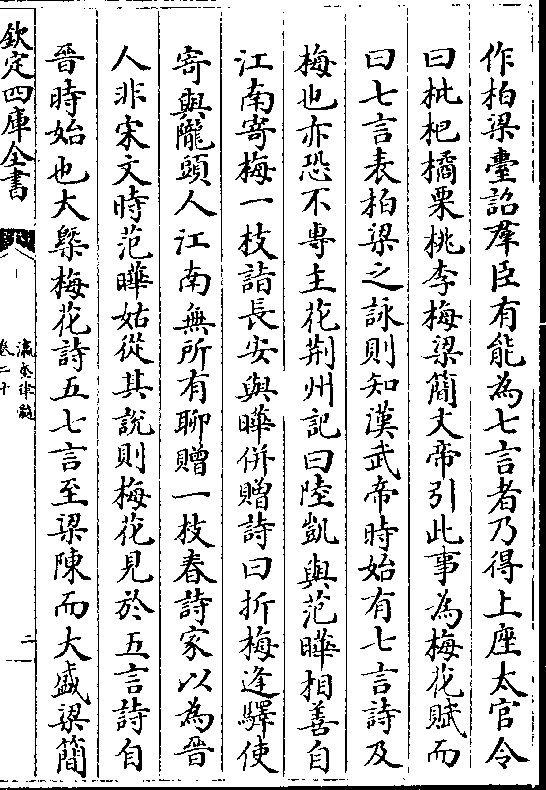 作柏梁臺詔羣臣有能為七言者乃得上座太官令
曰枇杷橘栗桃李梅梁簡文帝引此事為梅花賦而
曰七言表柏梁之詠則知漢武帝時始有七言詩及
梅也亦恐不專主花荆州記曰陸凱與范曄相善自
江南寄梅一枝詣長安與曄併贈詩曰折梅逢驛使
寄與隴頭人江南無所有聊贈一枝春詩家以為晉
人非宋文時范曄姑從其說則梅花見於五言詩自
晉時始也大槩梅花詩五七言至梁陳而大盛梁簡
欽定四庫全書
瀛奎律髓
卷二十
二